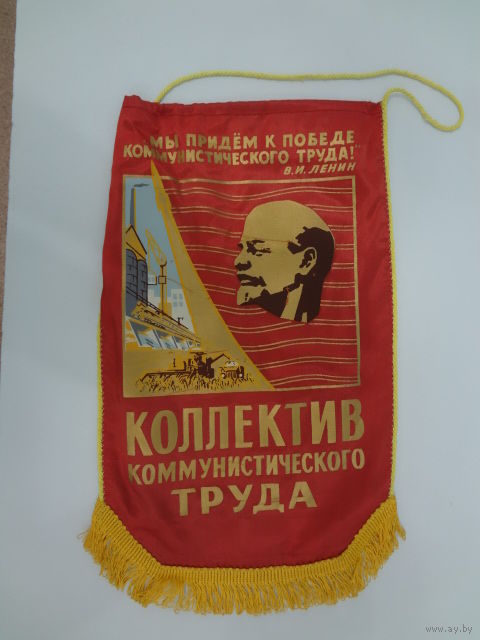 „МЫ ПРИДЁМ К ПОБЕДЕ
КОММУНИСТИЧЕСКОГО ТРУДА!"
В.И. ЛЕНИН
КОЛЛЕКТИВ
КОММУНИСТИЧЕСКОГО
ТРУДА
www.ay.by